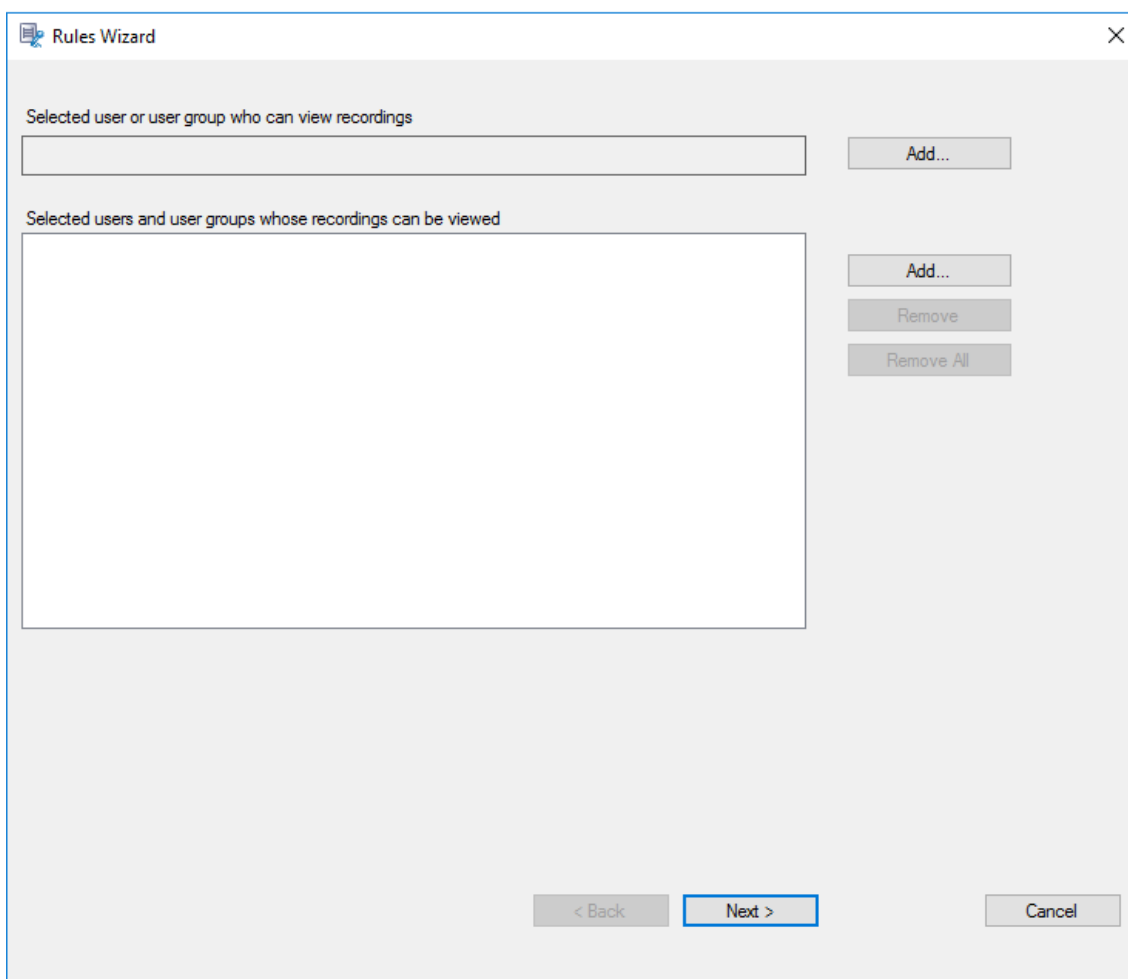 Rules Wizard
Selected user or user group who can view recordings
Add...
Selected users and user groups whose recordings can be viewed
Add...
Remove
Remove All
< Back
Next >
Cancel